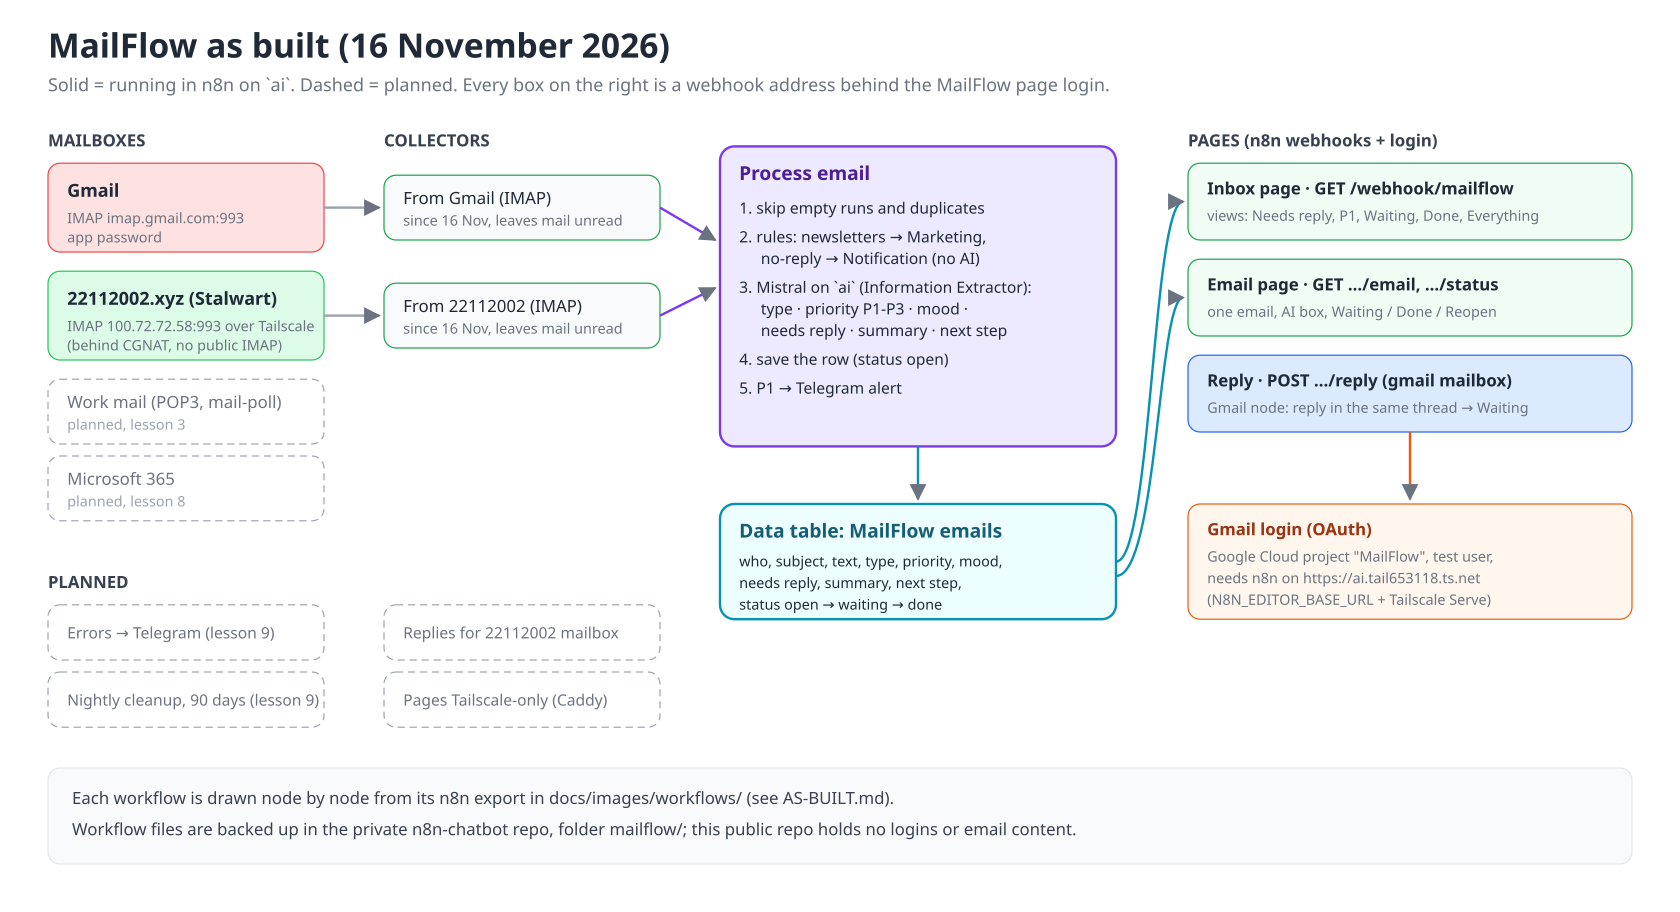 MailFlow as built (16 November 2026)
Solid = running in n8n on `ai`. Dashed = planned. Every box on the right is a webhook address behind the MailFlow page login.
MAILBOXES
Gmail
IMAP imap.gmail.com:993
app password
22112002.xyz (Stalwart)
IMAP 100.72.72.58:993 over Tailscale
(behind CGNAT, no public IMAP)
Work mail (POP3, mail-poll)
planned, lesson 3
Microsoft 365
planned, lesson 8
COLLECTORS
From Gmail (IMAP)
since 16 Nov, leaves mail unread
From 22112002 (IMAP)
since 16 Nov, leaves mail unread
Process email
1. skip empty runs and duplicates
2. rules: newsletters → Marketing,
no-reply → Notification (no AI)
3. Mistral on `ai` (Information Extractor):
type · priority P1-P3 · mood ·
needs reply · summary · next step
4. save the row (status open)
5. P1 → Telegram alert
Data table: MailFlow emails
who, subject, text, type, priority, mood,
needs reply, summary, next step,
status open → waiting → done
PAGES (n8n webhooks + login)
Inbox page · GET /webhook/mailflow
views: Needs reply, P1, Waiting, Done, Everything
Email page · GET .../email, .../status
one email, AI box, Waiting / Done / Reopen
Reply · POST .../reply (gmail mailbox)
Gmail node: reply in the same thread → Waiting
Gmail login (OAuth)
Google Cloud project "MailFlow", test user,
needs n8n on https://ai.tail653118.ts.net
(N8N_EDITOR_BASE_URL + Tailscale Serve)
PLANNED
Errors → Telegram (lesson 9)
Replies for 22112002 mailbox
Nightly cleanup, 90 days (lesson 9)
Pages Tailscale-only (Caddy)
Each workflow is drawn node by node from its n8n export in docs/images/workflows/ (see AS-BUILT.md).
Workflow files are backed up in the private n8n-chatbot repo, folder mailflow/; this public repo holds no logins or email content.